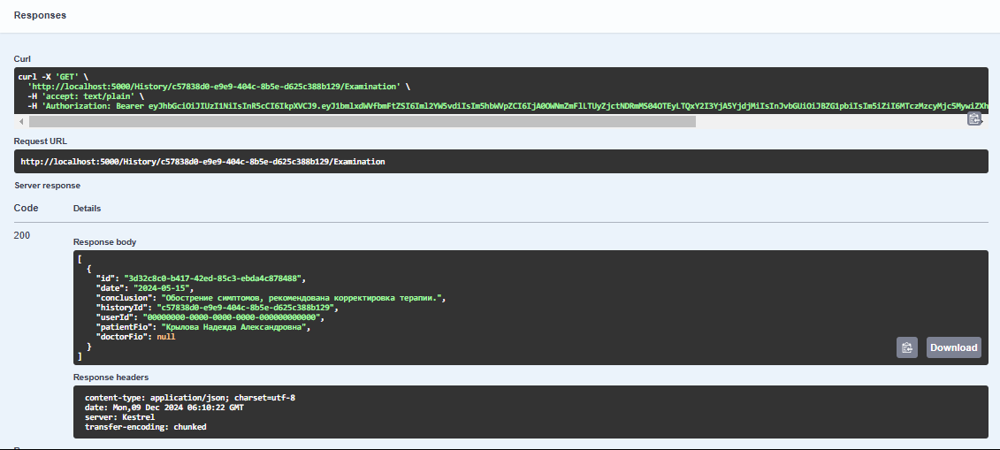 Responses
Curl
curl -X 'GET' \
'http://localhost:5000/History/c57838d0-e9e9-404c-8b5e-d625c388b129/Examination' \
-H 'accept: text/plain' \
-H 'Authorization: Bearer
Request URL
http://localhost:5000/History/c57838d0-e9e9-404c-8b5e-d625c388b129/Examination
Server response
Code Details
200
Response body
[
{
"id": "3d32c8c0-b417-42ed-85c3-ebda4c878488",
"date": "2024-05-15",
"conclusion": "Обострение симптомов, рекомендована корректировка терапии.",
"historyId": "c57838d0-e9e9-404c-8b5e-d625c388b129",
"userId": "00000000-0000-0000-0000-000000000000",
"patientFio": "Крылова Надежда Александровна",
"doctorFio": null
}
]
Download
Response headers
content-type: application/json; charset=utf-8
date: Mon,09 Dec 2024 06:10:22 GMT
server: Kestrel
transfer-encoding: chunked